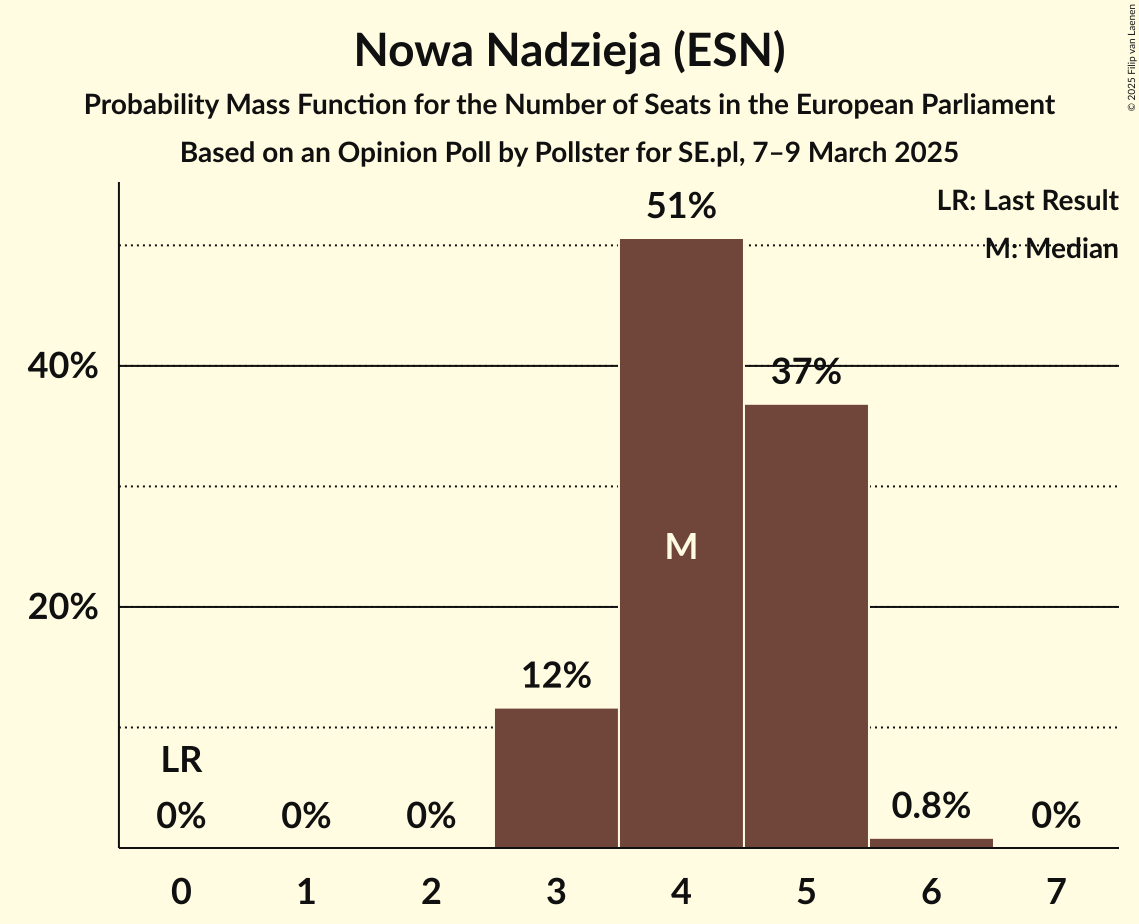 Nowa Nadzieja (ESN)
Probability Mass Function for the Number of Seats in the European Parliament
Based on an Opinion Poll by Pollster for SE.pl, 7–9 March 2025
© 2025 Filip van Laenen
LR: Last Result
M: Median
51%
40%
37%
M
20%
12%
LR
0%
0%
0%
0.8%
0%
0
1
2
3
4
5
6
7